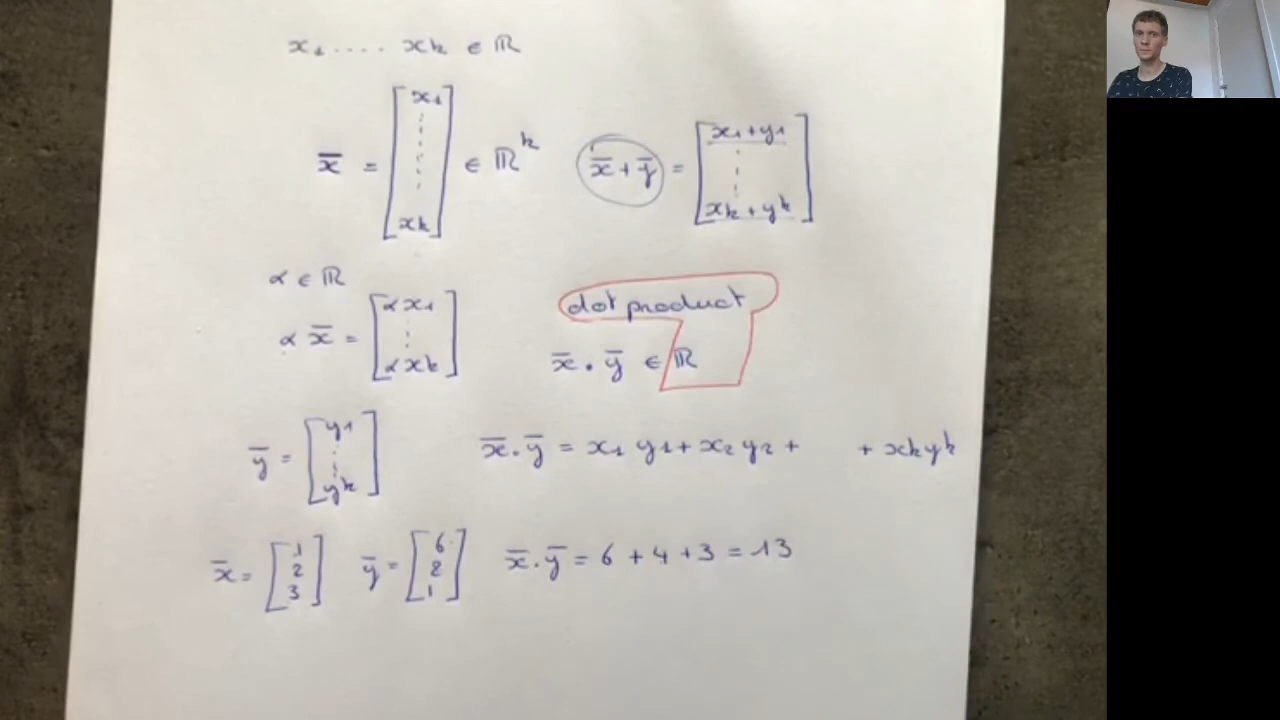 x₁ .... xk ∈ ℝ
x̅ = [x₁ ⋮ xk] ∈ ℝᵏ
x̅ + y̅ = [x₁+y₁ ⋮ xk+yk]
α ∈ ℝ
α x̅ = [αx₁ ⋮ αxk]
dot product
x̅ . y̅ ∈ ℝ
y̅ = [y₁ ⋮ yk]
x̅ . y̅ = x₁ y₁ + x₂ y₂ + + xk yk
x̅ = [1 2 3] y̅ = [6 2 1] x̅ . y̅ = 6 + 4 + 3 = 13